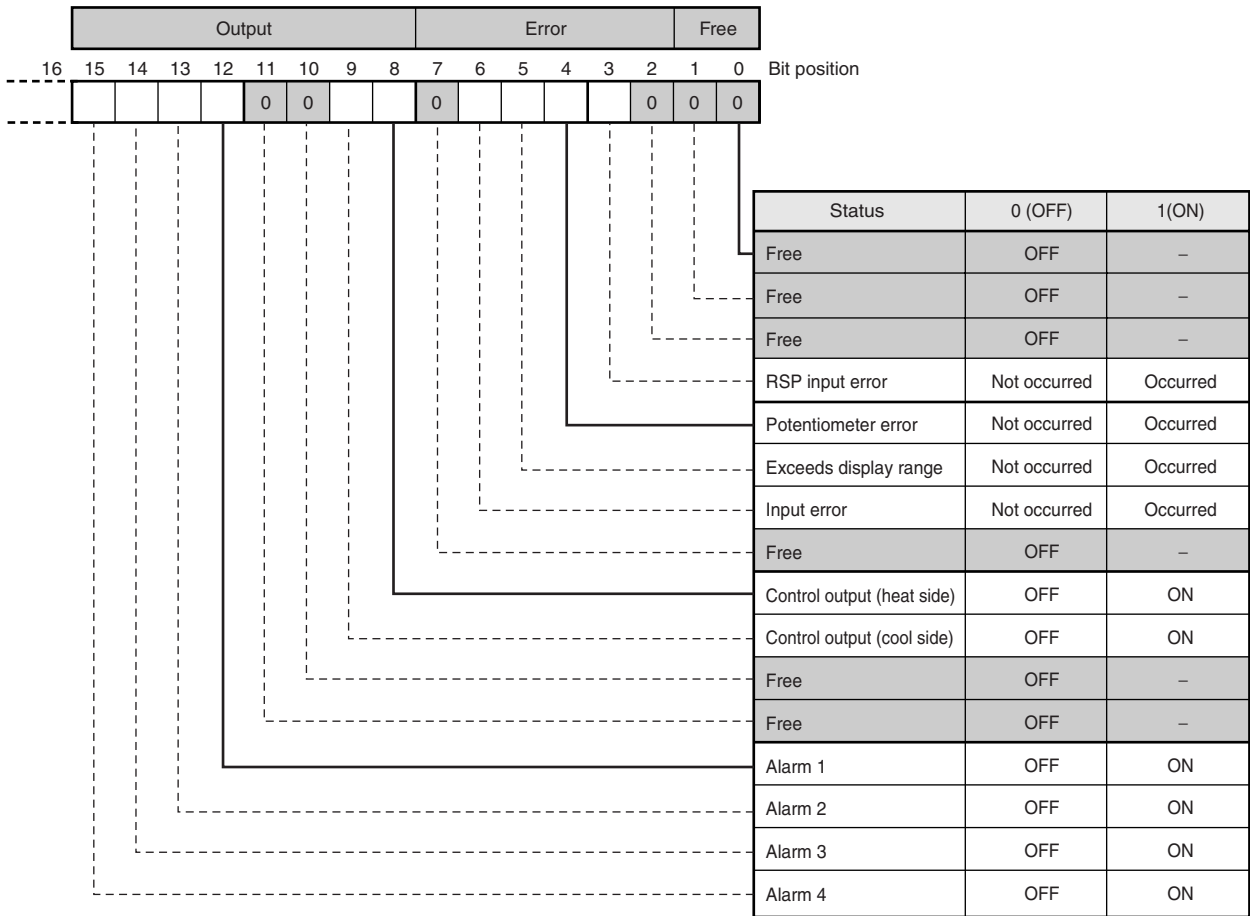 Output Error Free
16 15 14 13 12 11 10 9 8 7 6 5 4 3 2 1 0 Bit position
0 0 0 0 0 0
Status 0 (OFF) 1(ON)
Free OFF –
Free OFF –
Free OFF –
RSP input error Not occurred Occurred
Potentiometer error Not occurred Occurred
Exceeds display range Not occurred Occurred
Input error Not occurred Occurred
Free OFF –
Control output (heat side) OFF ON
Control output (cool side) OFF ON
Free OFF –
Free OFF –
Alarm 1 OFF ON
Alarm 2 OFF ON
Alarm 3 OFF ON
Alarm 4 OFF ON